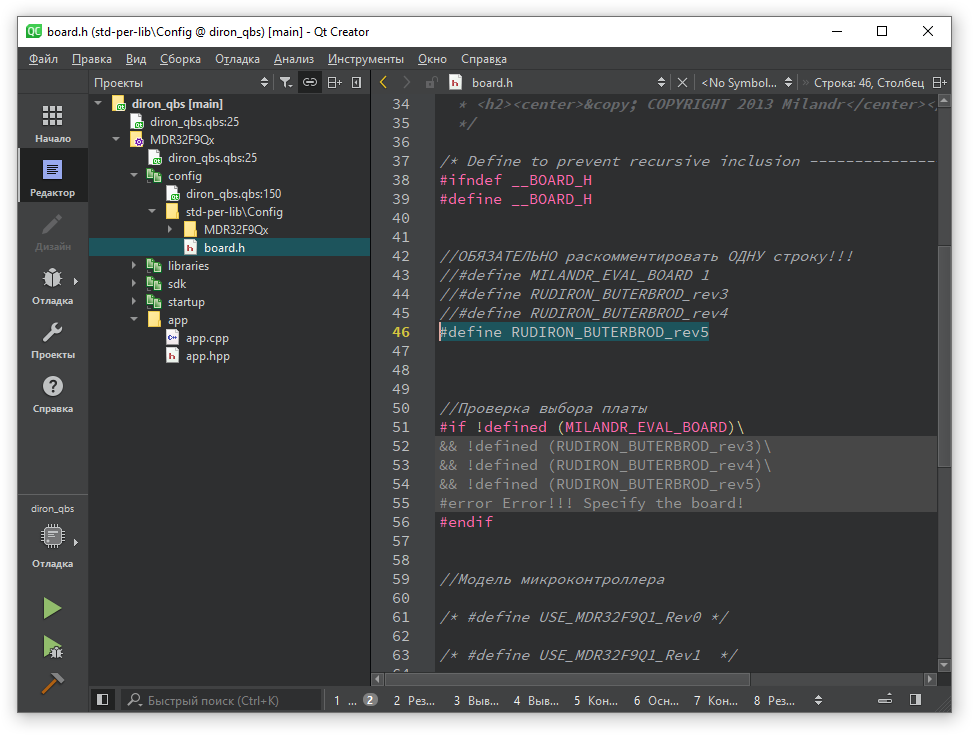 board.h (std-per-lib\Config @ diron_qbs) [main] - Qt Creator
Файл Правка Вид Сборка Отладка Анализ Инструменты Окно Справка
Проекты
board.h
<No Symbol...
Строка: 46, Столбец
Начало
Редактор
Дизайн
Отладка
Проекты
Справка
diron_qbs
Отладка
diron_qbs [main]
diron_qbs.qbs:25
MDR32F9Qx
diron_qbs.qbs:25
config
diron_qbs.qbs:150
std-per-lib\Config
MDR32F9Qx
board.h
libraries
sdk
startup
app
app.cpp
app.hpp
34 * <h2><center>&copy; COPYRIGHT 2013 Milandr</center><
35 */
36
37 /* Define to prevent recursive inclusion --------------
38 #ifndef __BOARD_H
39 #define __BOARD_H
40
41
42 //ОБЯЗАТЕЛЬНО раскомментировать ОДНУ строку!!!
43 //#define MILANDR_EVAL_BOARD 1
44 //#define RUDIRON_BUTERBROD_rev3
45 //#define RUDIRON_BUTERBROD_rev4
46 #define RUDIRON_BUTERBROD_rev5
47
48
49
50 //Проверка выбора платы
51 #if !defined (MILANDR_EVAL_BOARD)\
52 && !defined (RUDIRON_BUTERBROD_rev3)\
53 && !defined (RUDIRON_BUTERBROD_rev4)\
54 && !defined (RUDIRON_BUTERBROD_rev5)
55 #error Error!!! Specify the board!
56 #endif
57
58
59 //Модель микроконтроллера
60
61 /* #define USE_MDR32F9Q1_Rev0 */
62
63 /* #define USE_MDR32F9Q1_Rev1 */
Быстрый поиск (Ctrl+K)
1 ... 2 2 Рез... 3 Выв... 4 Выв... 5 Кон... 6 Осн... 7 Кон... 8 Рез...